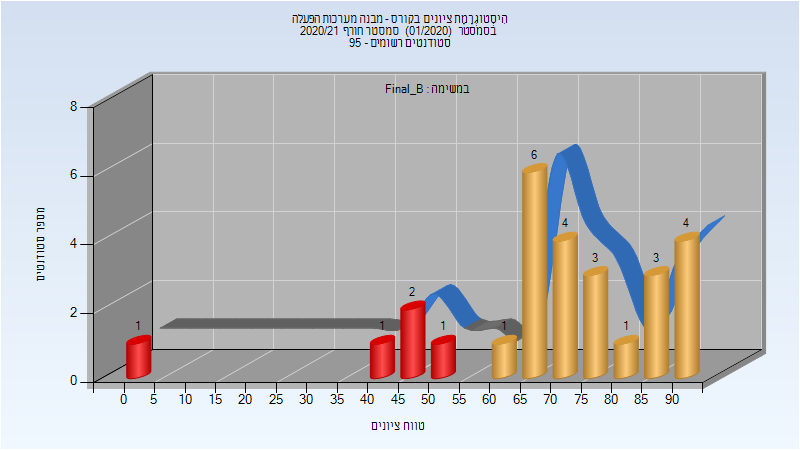 היסטוגרמת ציונים בקורס - מבנה מערכות הפעלה
בסמסטר (01/2020) סמסטר חורף 2020/21
סטודנטים רשומים - 95
במשימה : Final_B
מספר סטודנטים
8
6
4
2
0
1
1
2
1
1
6
4
3
1
3
4
0 5 10 15 20 25 30 35 40 45 50 55 60 65 70 75 80 85 90
טווח ציונים